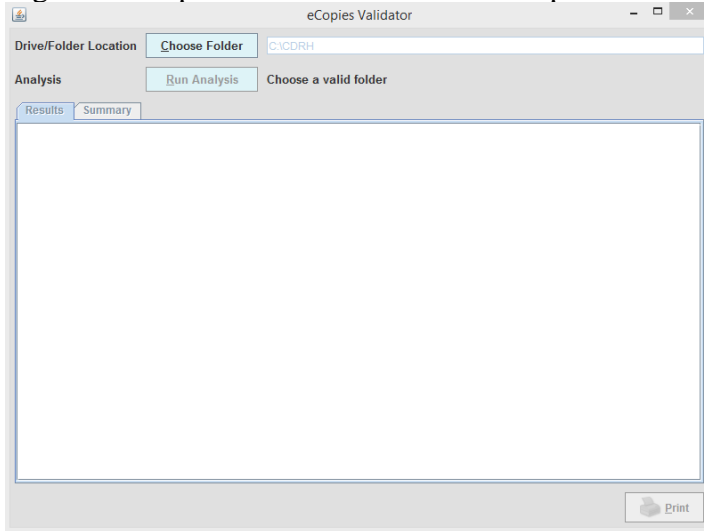 eCopies Validator
Drive/Folder Location Choose Folder C:\CDRH
Analysis Run Analysis Choose a valid folder
Results Summary
Print